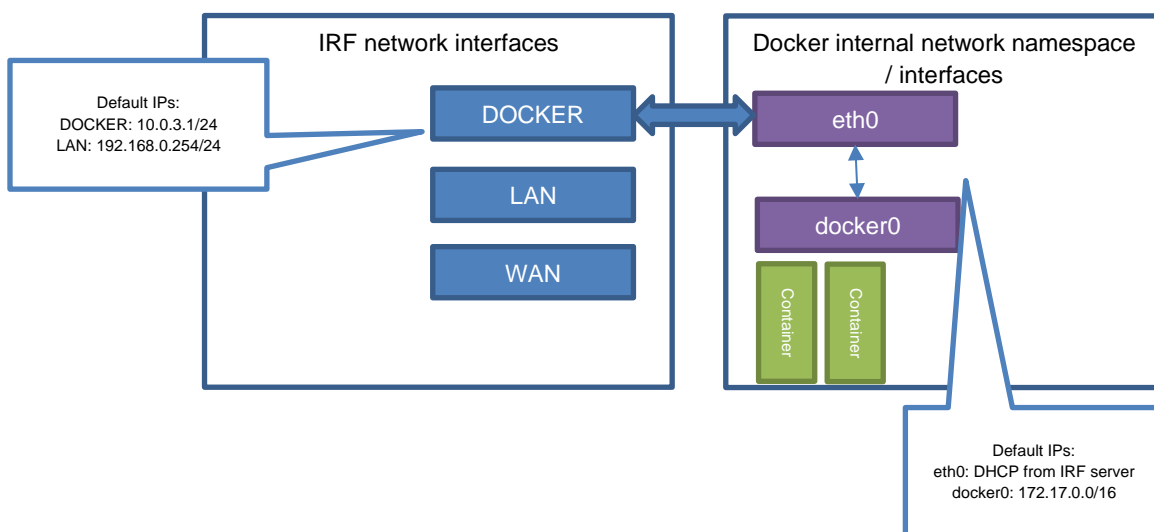 IRF network interfaces
Default IPs:
DOCKER: 10.0.3.1/24
LAN: 192.168.0.254/24
DOCKER
LAN
WAN
Docker internal network namespace
/ interfaces
eth0
docker0
Container
Container
Default IPs:
eth0: DHCP from IRF server
docker0: 172.17.0.0/16